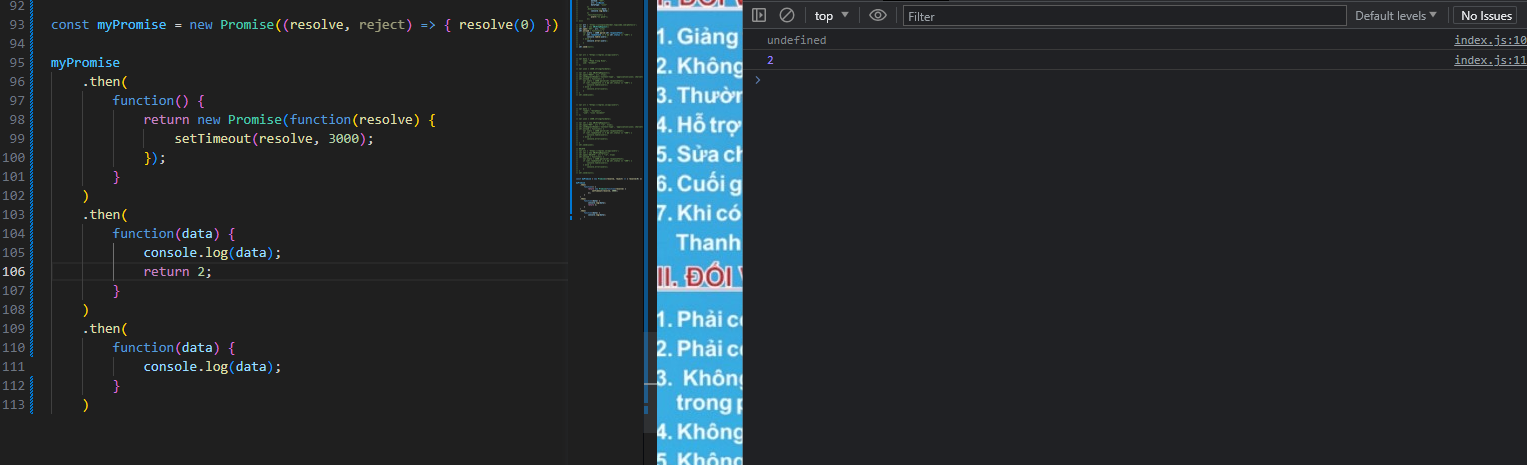 92
93 const myPromise = new Promise((resolve, reject) => { resolve(0) })
94
95 myPromise
96 .then(
97 function() {
98 return new Promise(function(resolve) {
99 setTimeout(resolve, 3000);
100 });
101 }
102 )
103 .then(
104 function(data) {
105 console.log(data);
106 return 2;
107 }
108 )
109 .then(
110 function(data) {
111 console.log(data);
112 }
113 )
1. Giảng
2. Không
3. Thườn
4. Hỗ trợ
5. Sửa ch
6. Cuối g
7. Khi có
Thanh
II. ĐỐI V
1. Phải có
2. Phải có
3. Không
trong p
4. Không
5. Khô
top
Filter
Default levels
No Issues
undefined index.js:10
2 index.js:11